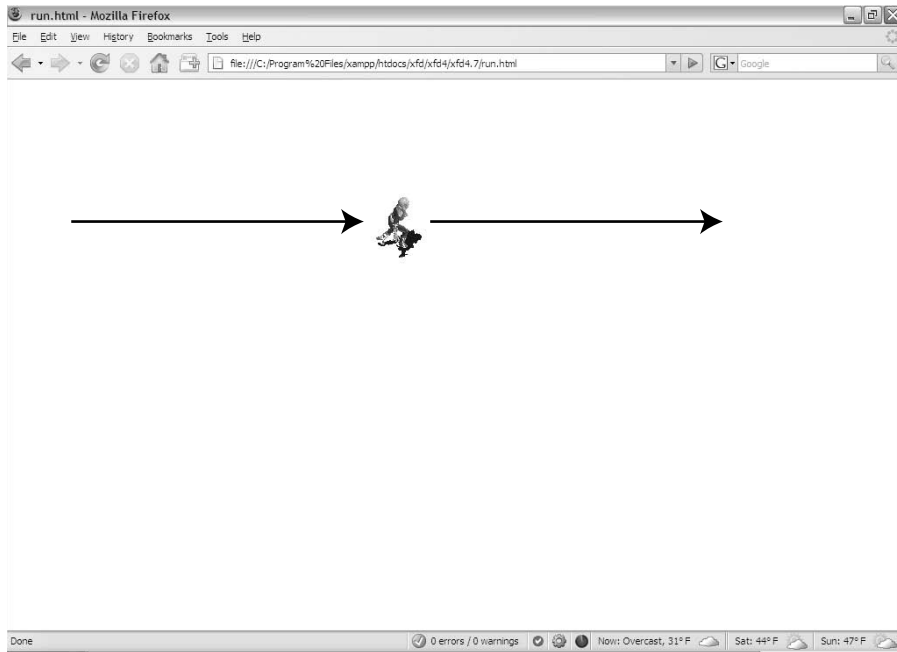 run.html - Mozilla Firefox
File Edit View History Bookmarks Tools Help
file:///C:/Program%20Files/xampp/htdocs/xfd/xfd4/xfd4.7/run.html G Google
Done 0 errors / 0 warnings Now: Overcast, 31° F Sat: 44° F Sun: 47° F